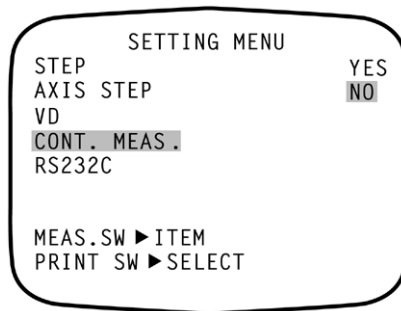 SETTING MENU
STEP YES
AXIS STEP NO
VD
CONT. MEAS.
RS232C
MEAS.SW ▶ ITEM
PRINT SW ▶ SELECT